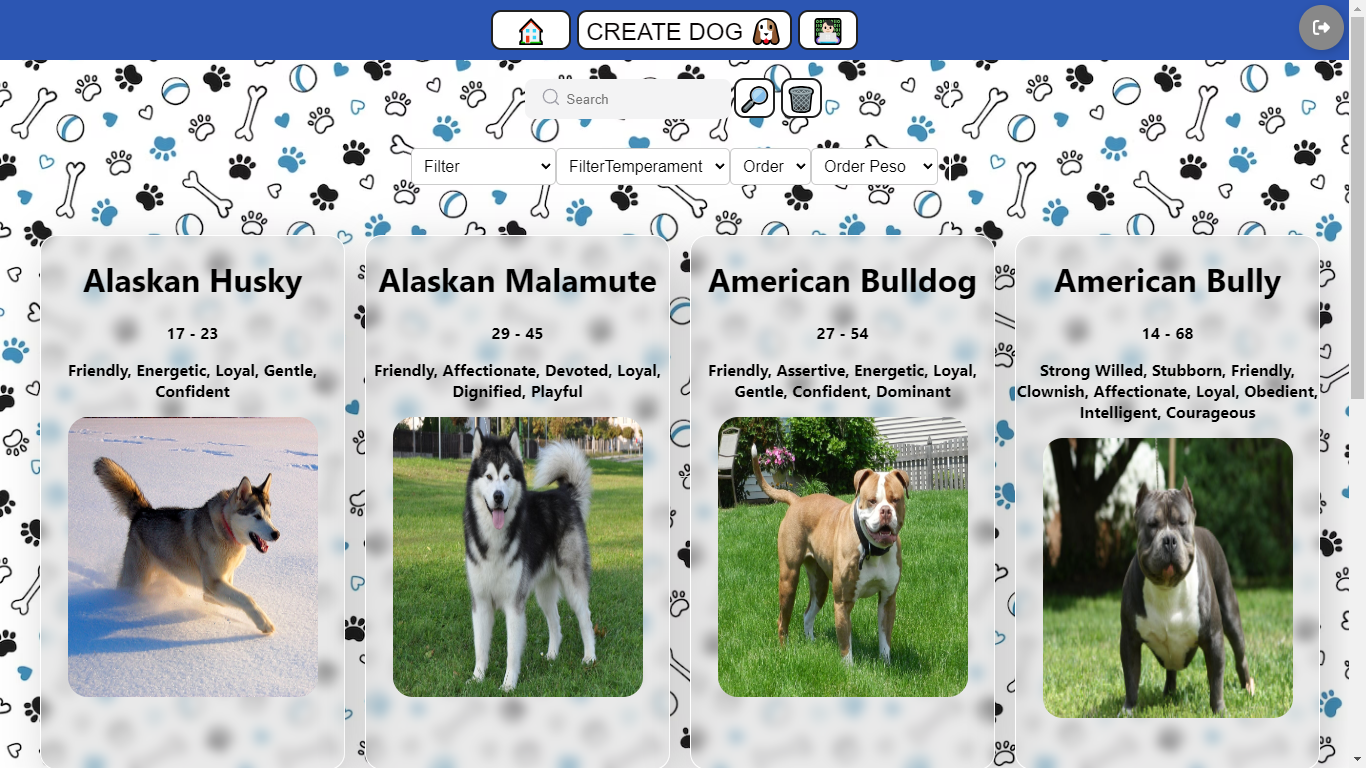 CREATE DOG
Search
Filter FilterTemperament Order Order Peso
Alaskan Husky
17 - 23
Friendly, Energetic, Loyal, Gentle,
Confident
Alaskan Malamute
29 - 45
Friendly, Affectionate, Devoted, Loyal,
Dignified, Playful
American Bulldog
27 - 54
Friendly, Assertive, Energetic, Loyal,
Gentle, Confident, Dominant
American Bully
14 - 68
Strong Willed, Stubborn, Friendly,
Clownish, Affectionate, Loyal, Obedient,
Intelligent, Courageous